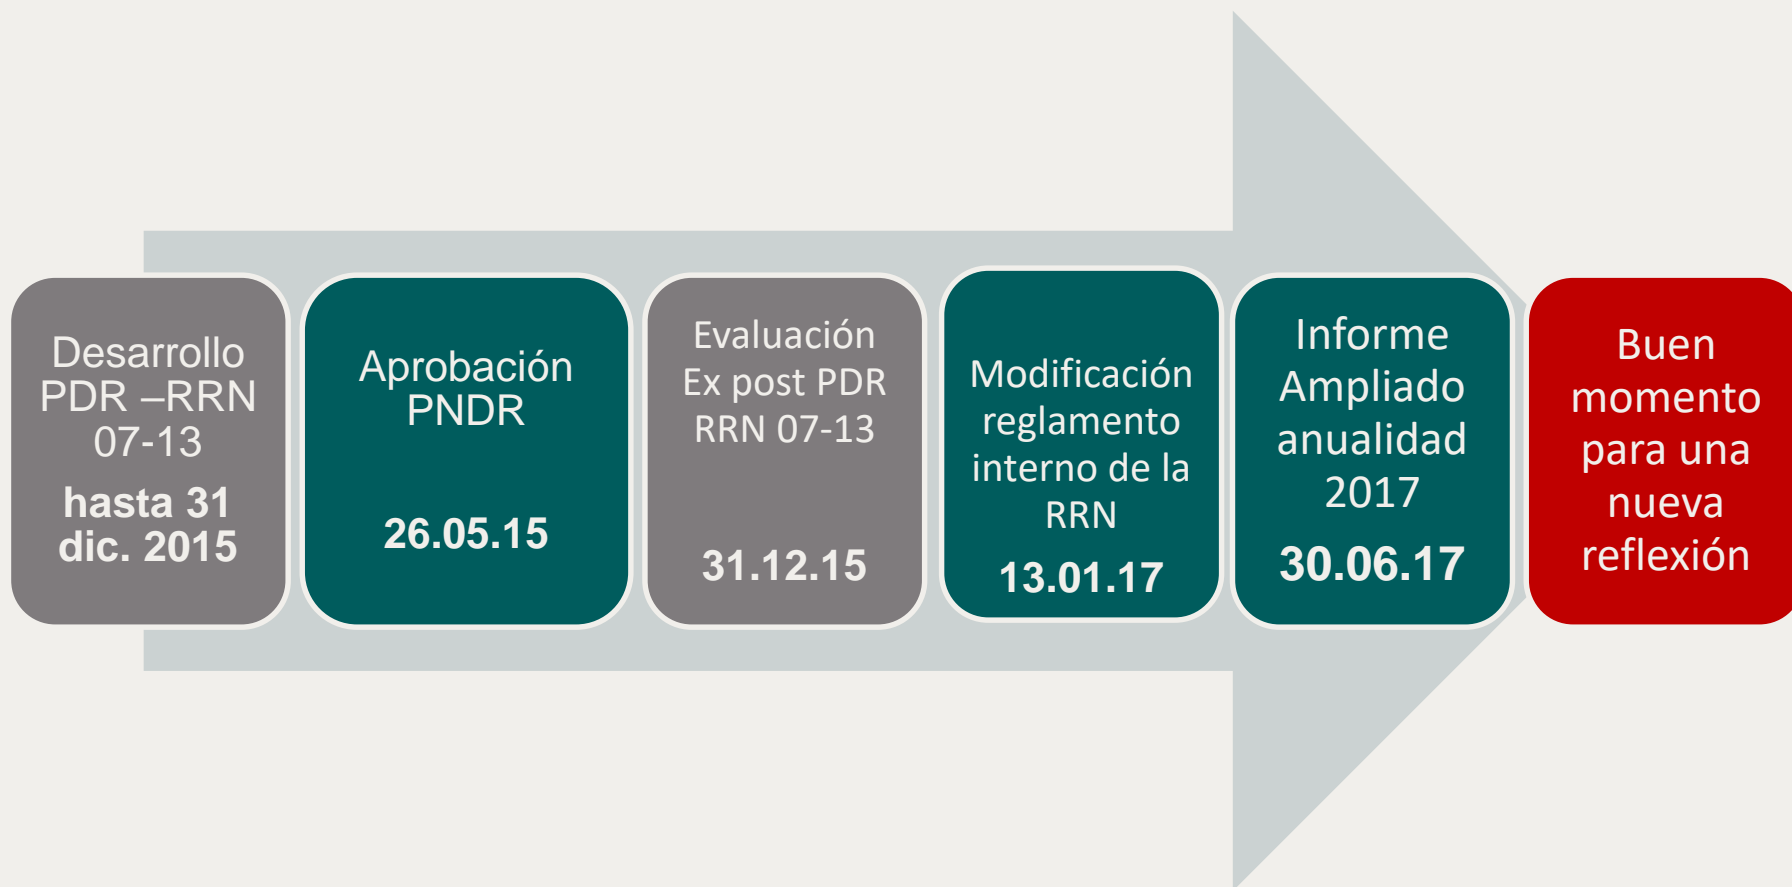 Desarrollo
PDR –RRN
07-13
hasta 31
dic. 2015
Aprobación
PNDR
26.05.15
Evaluación
Ex post PDR
RRN 07-13
31.12.15
Modificación
reglamento
interno de la
RRN
13.01.17
Informe
Ampliado
anualidad
2017
30.06.17
Buen
momento
para una
nueva
reflexión